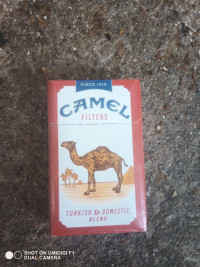 SINCE 1913
CAMEL
FILTERS
TURKISH & DOMESTIC
BLEND
SHOT ON UMIDIGI F1
DUAL CAMERA